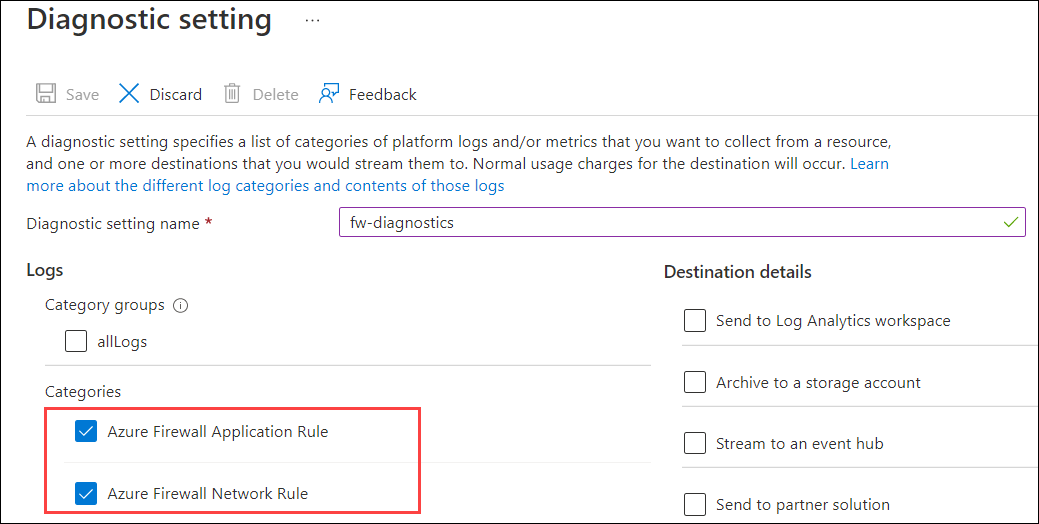 Diagnostic setting ...
Save Discard Delete Feedback
A diagnostic setting specifies a list of categories of platform logs and/or metrics that you want to collect from a resource,
and one or more destinations that you would stream them to. Normal usage charges for the destination will occur. Learn
more about the different log categories and contents of those logs
Diagnostic setting name *
fw-diagnostics
Logs
Category groups
allLogs
Categories
Azure Firewall Application Rule
Azure Firewall Network Rule
Destination details
Send to Log Analytics workspace
Archive to a storage account
Stream to an event hub
Send to partner solution